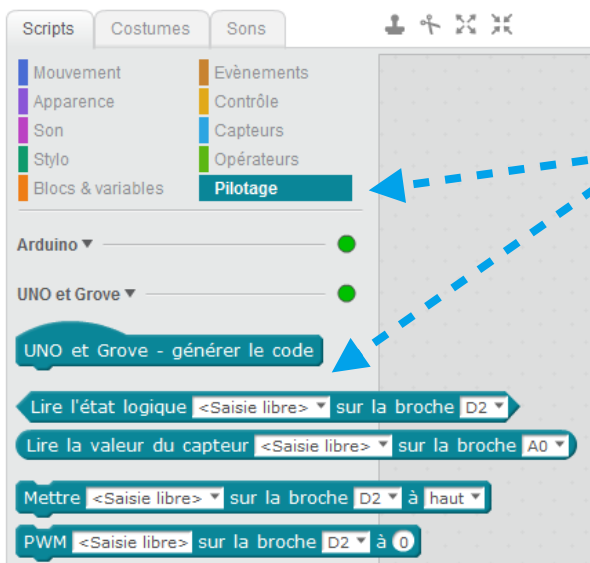 Scripts Costumes Sons
Mouvement Evènements
Apparence Contrôle
Son Capteurs
Stylo Opérateurs
Blocs & variables Pilotage
Arduino
UNO et Grove
UNO et Grove - générer le code
Lire l'état logique <Saisie libre> sur la broche D2
Lire la valeur du capteur <Saisie libre> sur la broche A0
Mettre <Saisie libre> sur la broche D2 à haut
PWM <Saisie libre> sur la broche D2 à 0